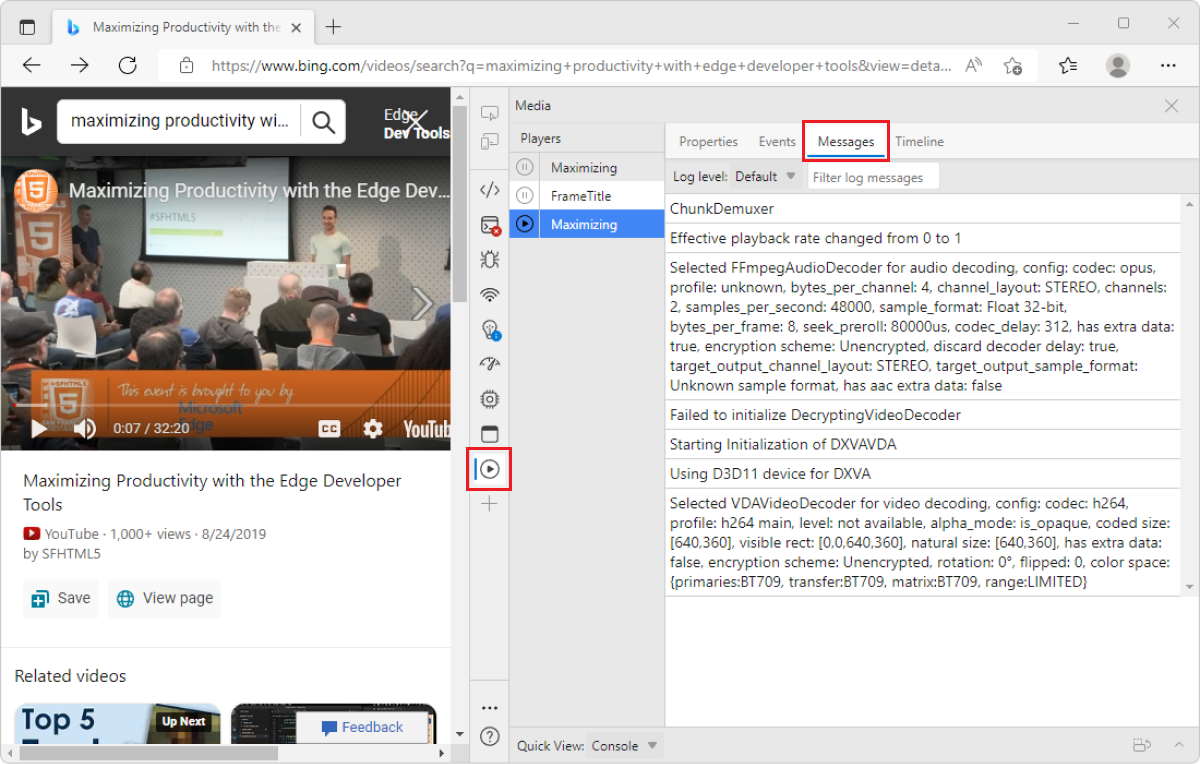 Maximizing Productivity with the
https://www.bing.com/videos/search?q=maximizing+productivity+with+edge+developer+tools&view=deta...
maximizing productivity wi...
Edge
Dev Tools
Maximizing Productivity with the Edge Dev...
#SFHTML5
HTML
5
This event is brought to you by
Microsoft
Edge
0:07 / 32:20
CC
YouTub
Maximizing Productivity with the Edge Developer
Tools
YouTube · 1,000+ views · 8/24/2019
by SFHTML5
Save
View page
Related videos
Top 5
Up Next
Feedback
Media
Players
Maximizing
FrameTitle
Maximizing
Properties
Events
Messages
Timeline
Log level: Default
Filter log messages
ChunkDemuxer
Effective playback rate changed from 0 to 1
Selected FFmpegAudioDecoder for audio decoding, config: codec: opus,
profile: unknown, bytes_per_channel: 4, channel_layout: STEREO, channels:
2, samples_per_second: 48000, sample_format: Float 32-bit,
bytes_per_frame: 8, seek_preroll: 80000us, codec_delay: 312, has extra data:
true, encryption scheme: Unencrypted, discard decoder delay: true,
target_output_channel_layout: STEREO, target_output_sample_format:
Unknown sample format, has aac extra data: false
Failed to initialize DecryptingVideoDecoder
Starting Initialization of DXVAVDA
Using D3D11 device for DXVA
Selected VDAVideoDecoder for video decoding, config: codec: h264,
profile: h264 main, level: not available, alpha_mode: is_opaque, coded size:
[640,360], visible rect: [0,0,640,360], natural size: [640,360], has extra data:
false, encryption scheme: Unencrypted, rotation: 0°, flipped: 0, color space:
{primaries:BT709, transfer:BT709, matrix:BT709, range:LIMITED}
Quick View: Console